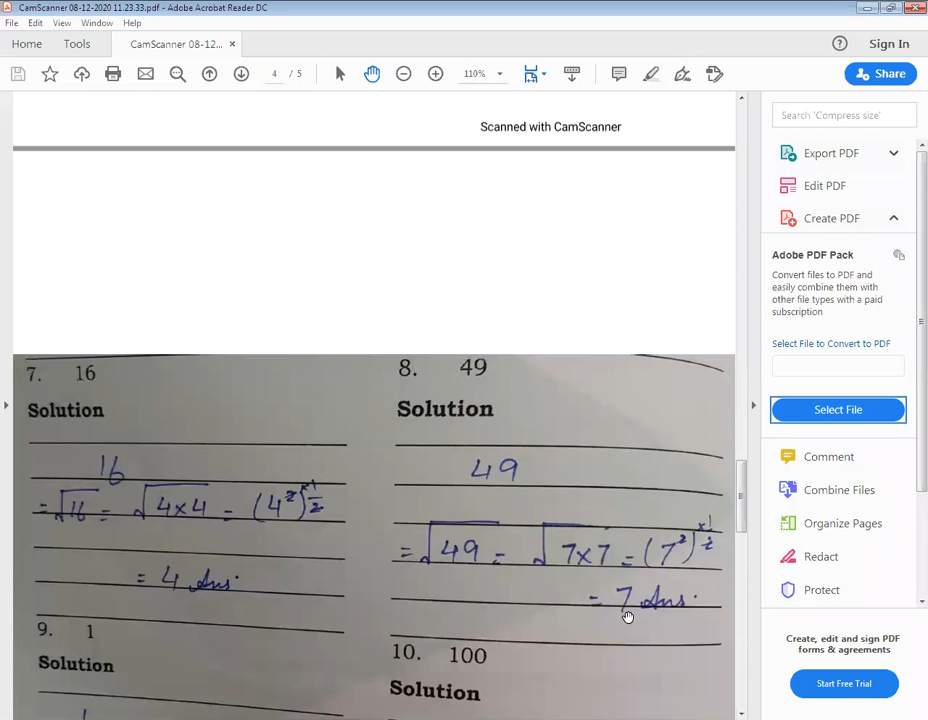 CamScanner 08-12-2020 11.23.33.pdf - Adobe Acrobat Reader DC
File Edit View Window Help
Home Tools CamScanner 08-12... × Sign In
4 / 5 110% Share
Scanned with CamScanner
7. 16
Solution
16
= √16 = √4×4 = (4²)^×1/2
= 4 Ans.
8. 49
Solution
49
= √49 = √7×7 = (7²)^×1/2
= 7 Ans.
9. 1
Solution
10. 100
Solution
Search 'Compress size'
Export PDF
Edit PDF
Create PDF
Adobe PDF Pack
Convert files to PDF and
easily combine them with
other file types with a paid
subscription
Select File to Convert to PDF
Select File
Comment
Combine Files
Organize Pages
Redact
Protect
Create, edit and sign PDF
forms & agreements
Start Free Trial